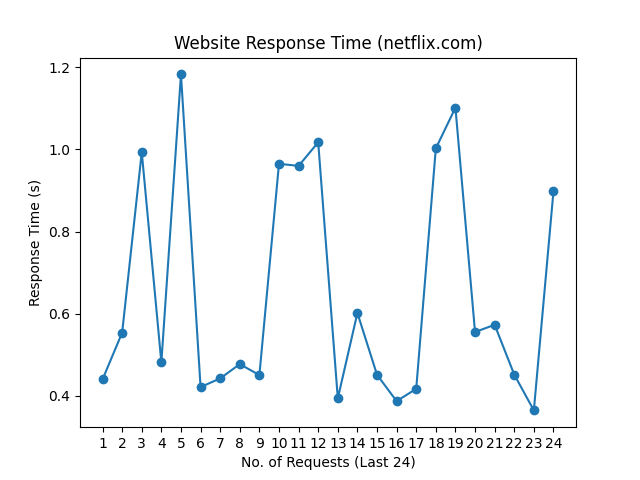 Website Response Time (netflix.com)
1.2
1.0
0.8
0.6
0.4
Response Time (s)
1 2 3 4 5 6 7 8 9 10 11 12 13 14 15 16 17 18 19 20 21 22 23 24
No. of Requests (Last 24)